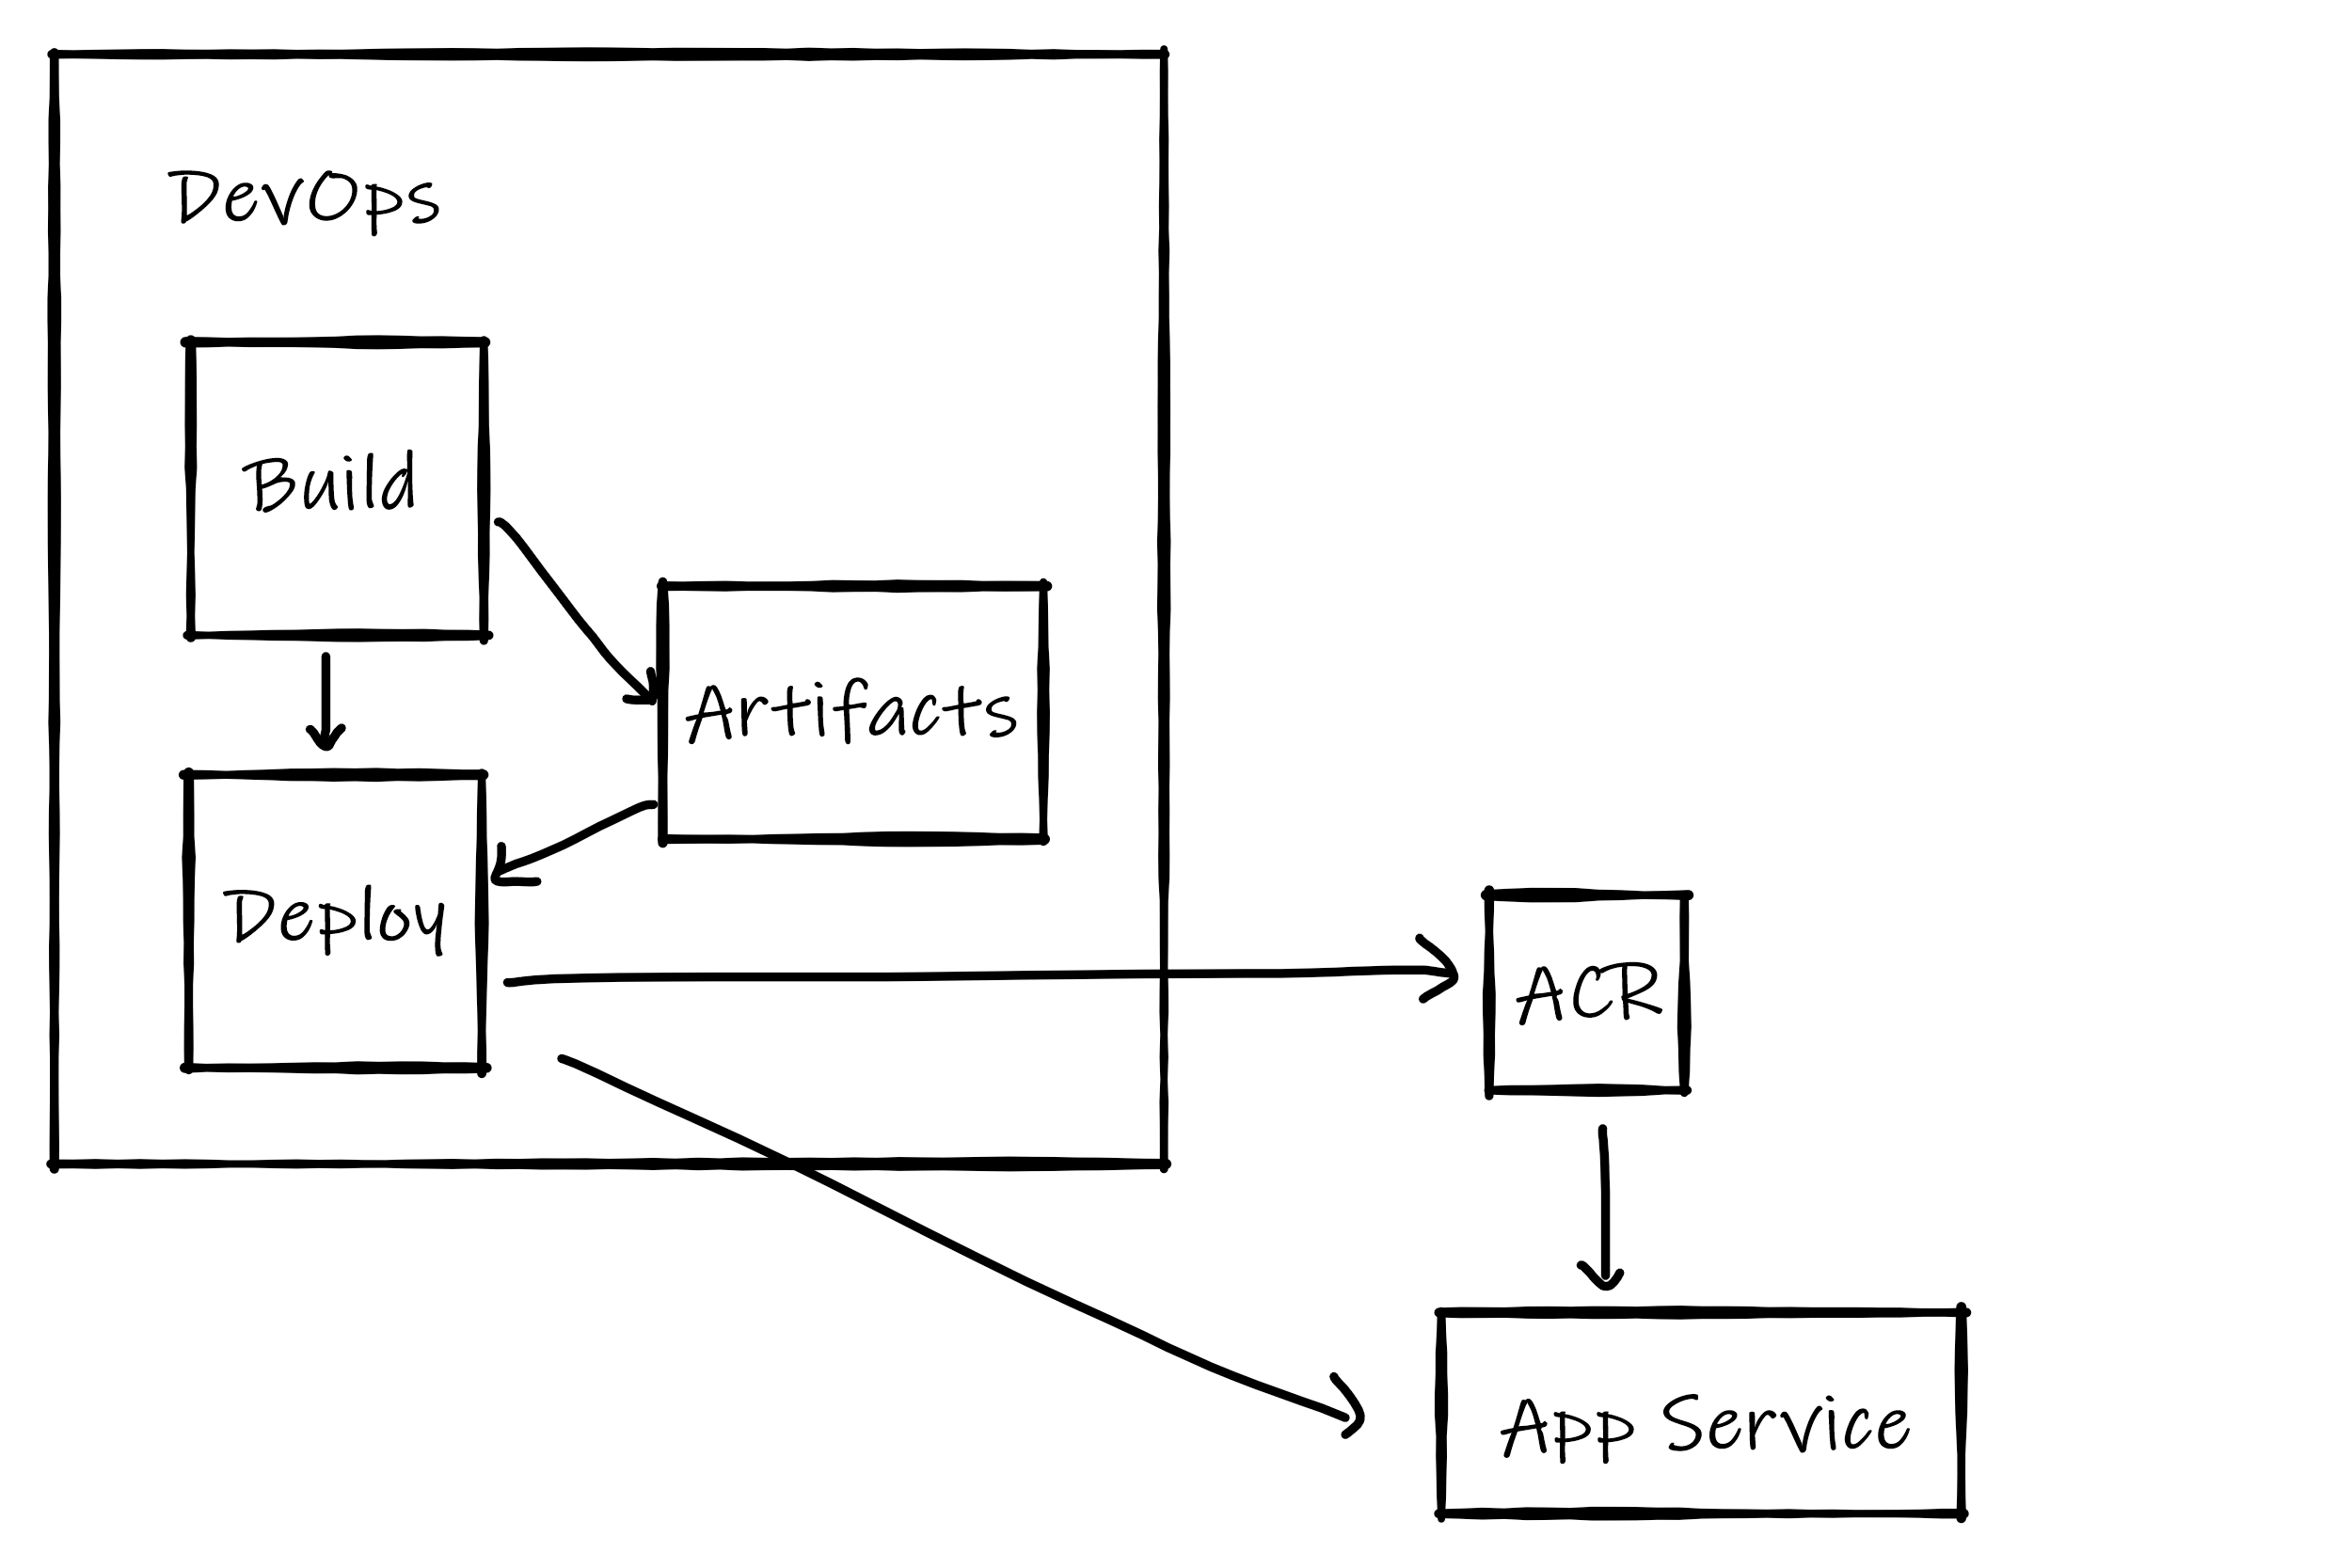 DevOps
Build
Artifacts
Deploy
ACR
App Service